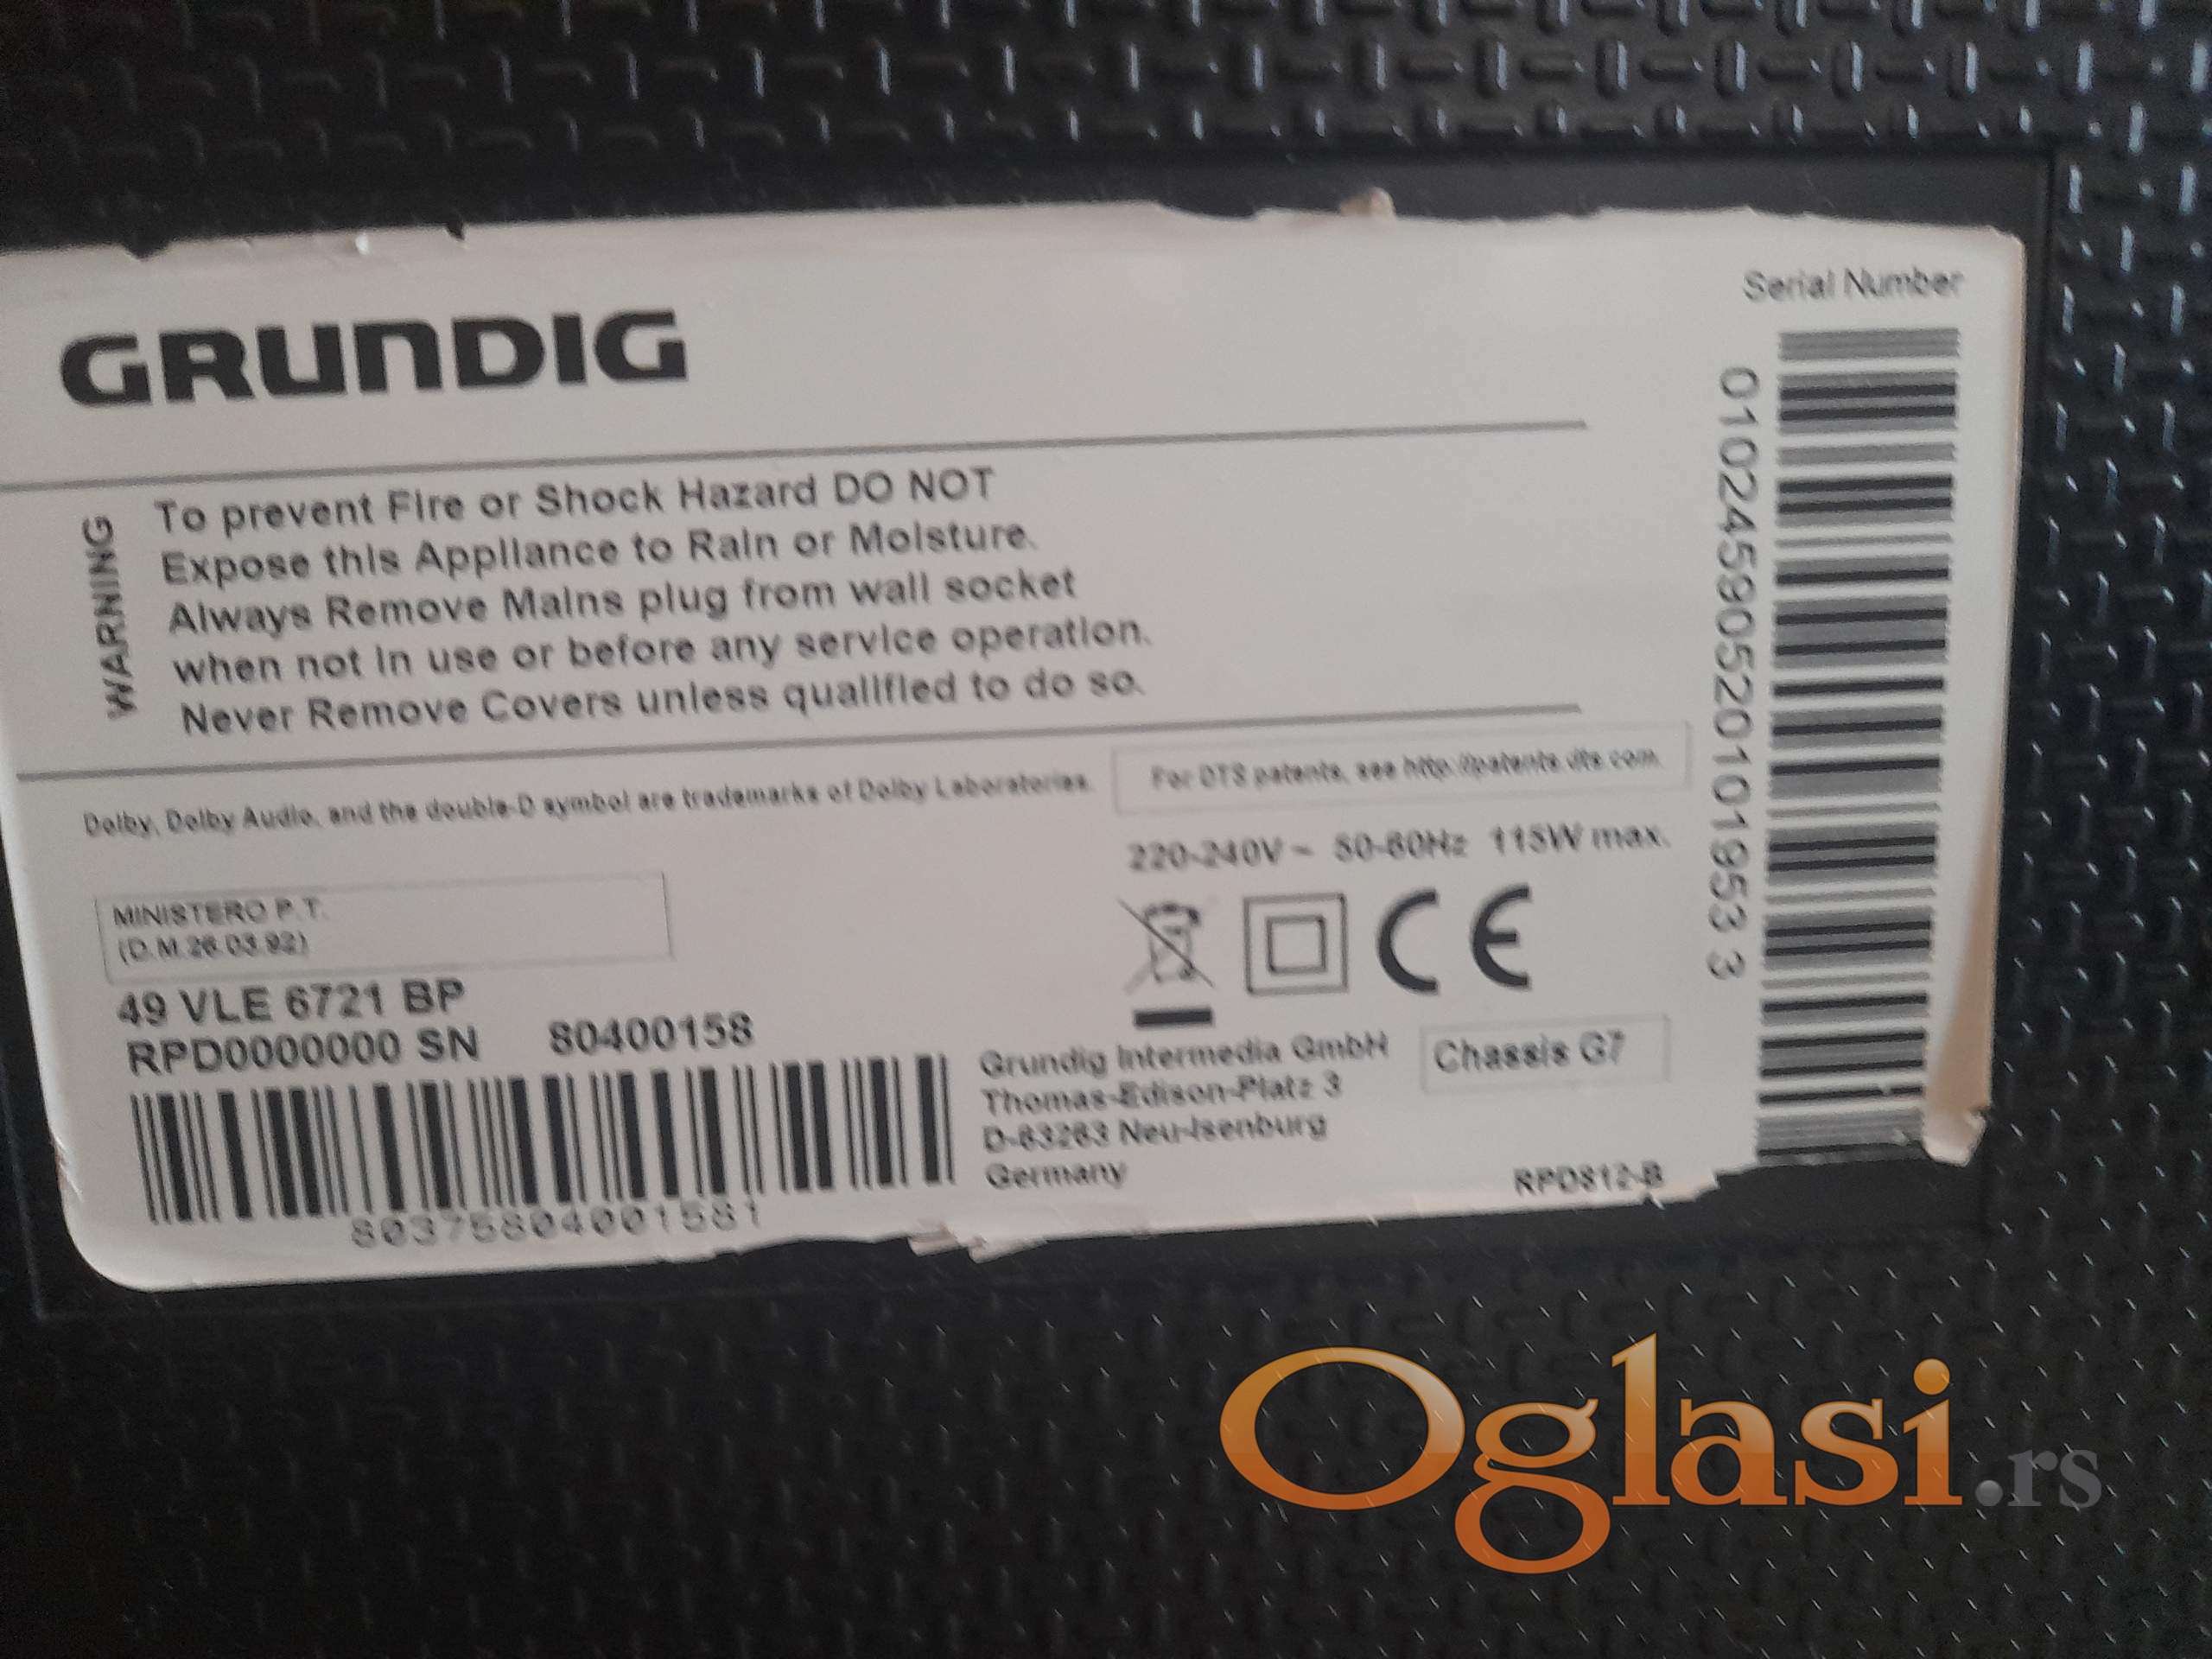 GRUNDIG
Serial Number
WARNING
To prevent Fire or Shock Hazard DO NOT
Expose this Appliance to Rain or Moisture.
Always Remove Mains plug from wall socket
when not in use or before any service operation.
Never Remove Covers unless qualified to do so.
Dolby, Dolby Audio, and the double-D symbol are trademarks of Dolby Laboratories.
For DTS patents, see http://patents.dts.com.
220-240V ~ 50-60Hz 115W max.
MINISTERO P.T.
(D.M.26.03.92)
CE
49 VLE 6721 BP
RPD0000000 SN 80400158
80375804001581
Grundig Intermedia GmbH
Thomas-Edison-Platz 3
D-63263 Neu-Isenburg
Germany
Chassis G7
RPD812-B
01024590520101953 3
Oglasi.rs